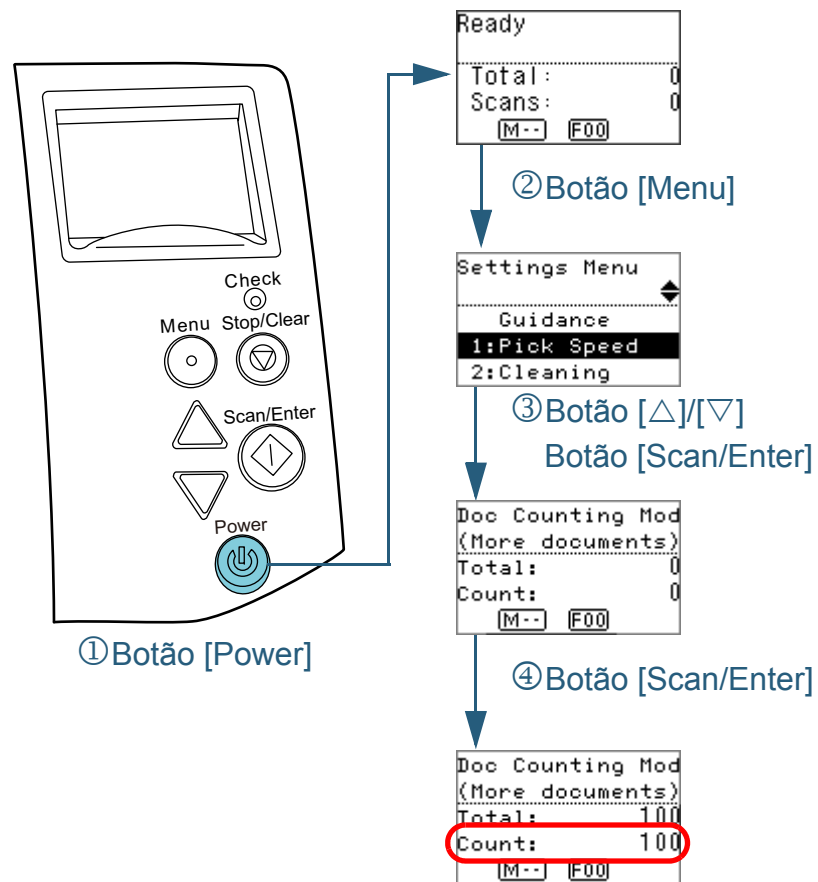 Check
Menu Stop/Clear
Scan/Enter
Power
①Botão [Power]
Ready
Total: 0
Scans: 0
M-- F00
②Botão [Menu]
Settings Menu
Guidance
1:Pick Speed
2:Cleaning
③Botão [△]/[▽]
Botão [Scan/Enter]
Doc Counting Mod
(More documents)
Total: 0
Count: 0
M-- F00
④Botão [Scan/Enter]
Doc Counting Mod
(More documents)
Total: 100
Count: 100
M-- F00